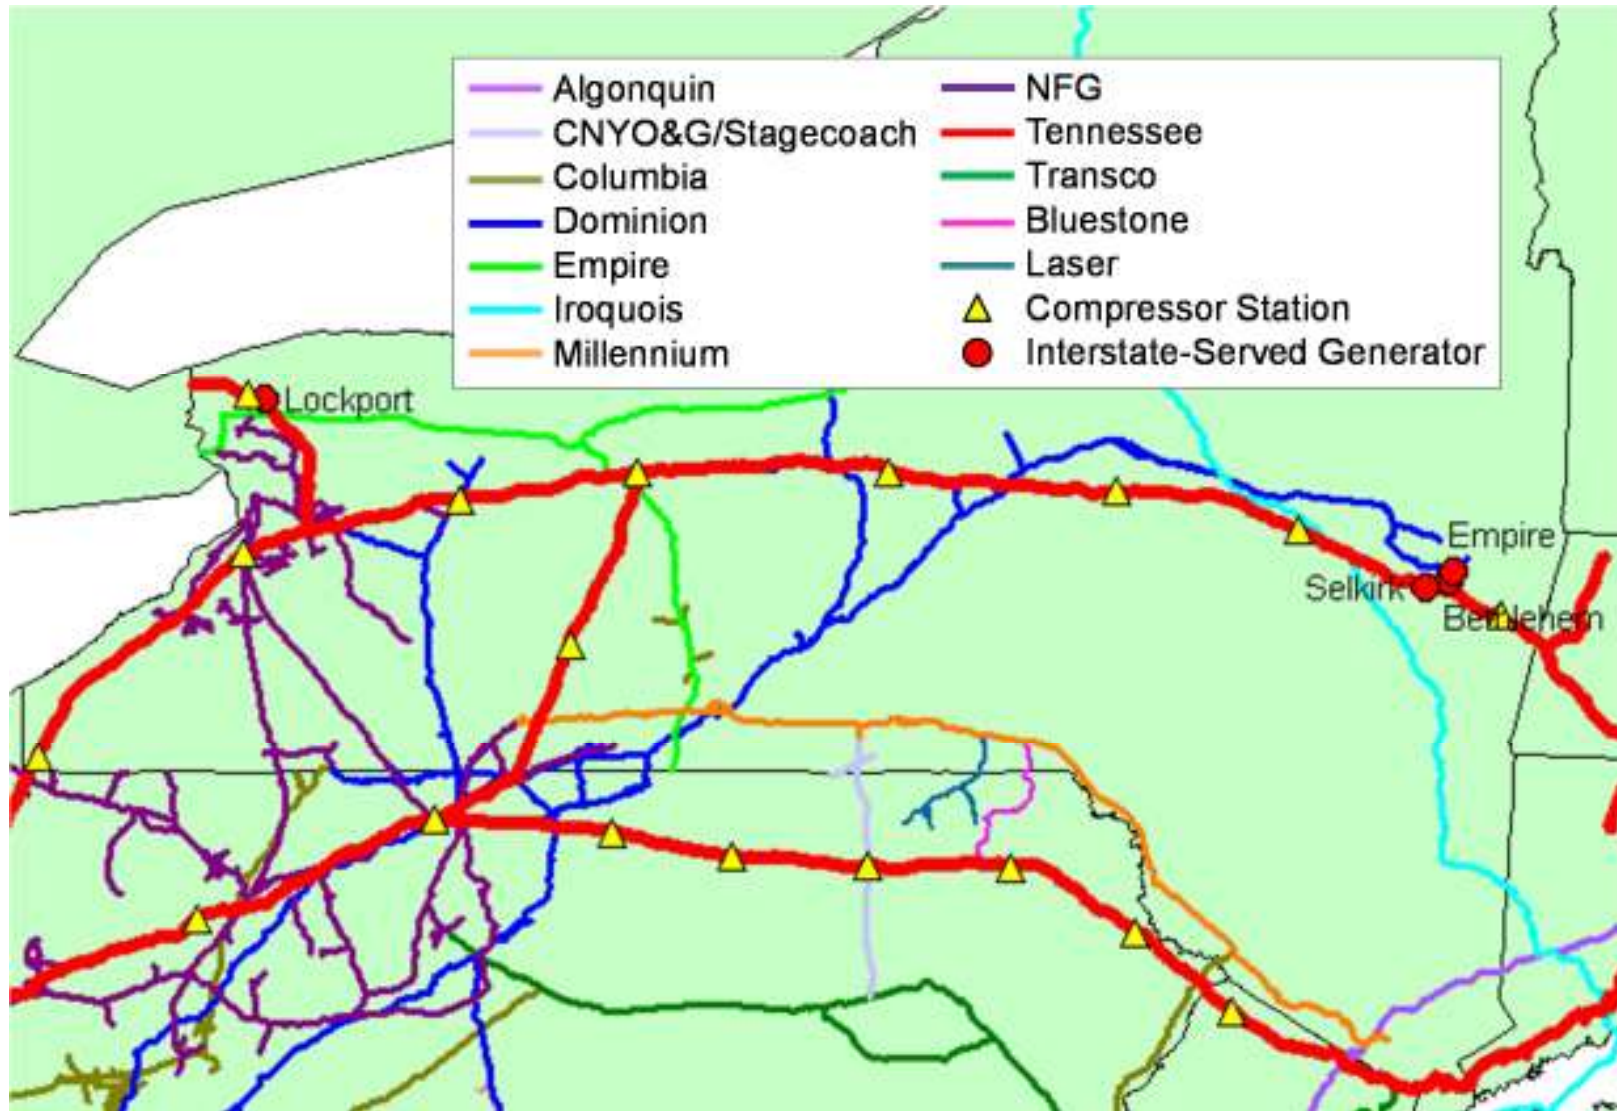 Algonquin
CNYO&G/Stagecoach
Columbia
Dominion
Empire
Iroquois
Millennium
NFG
Tennessee
Transco
Bluestone
Laser
Compressor Station
Interstate-Served Generator
Lockport
Empire
Selkirk
Bethlehem